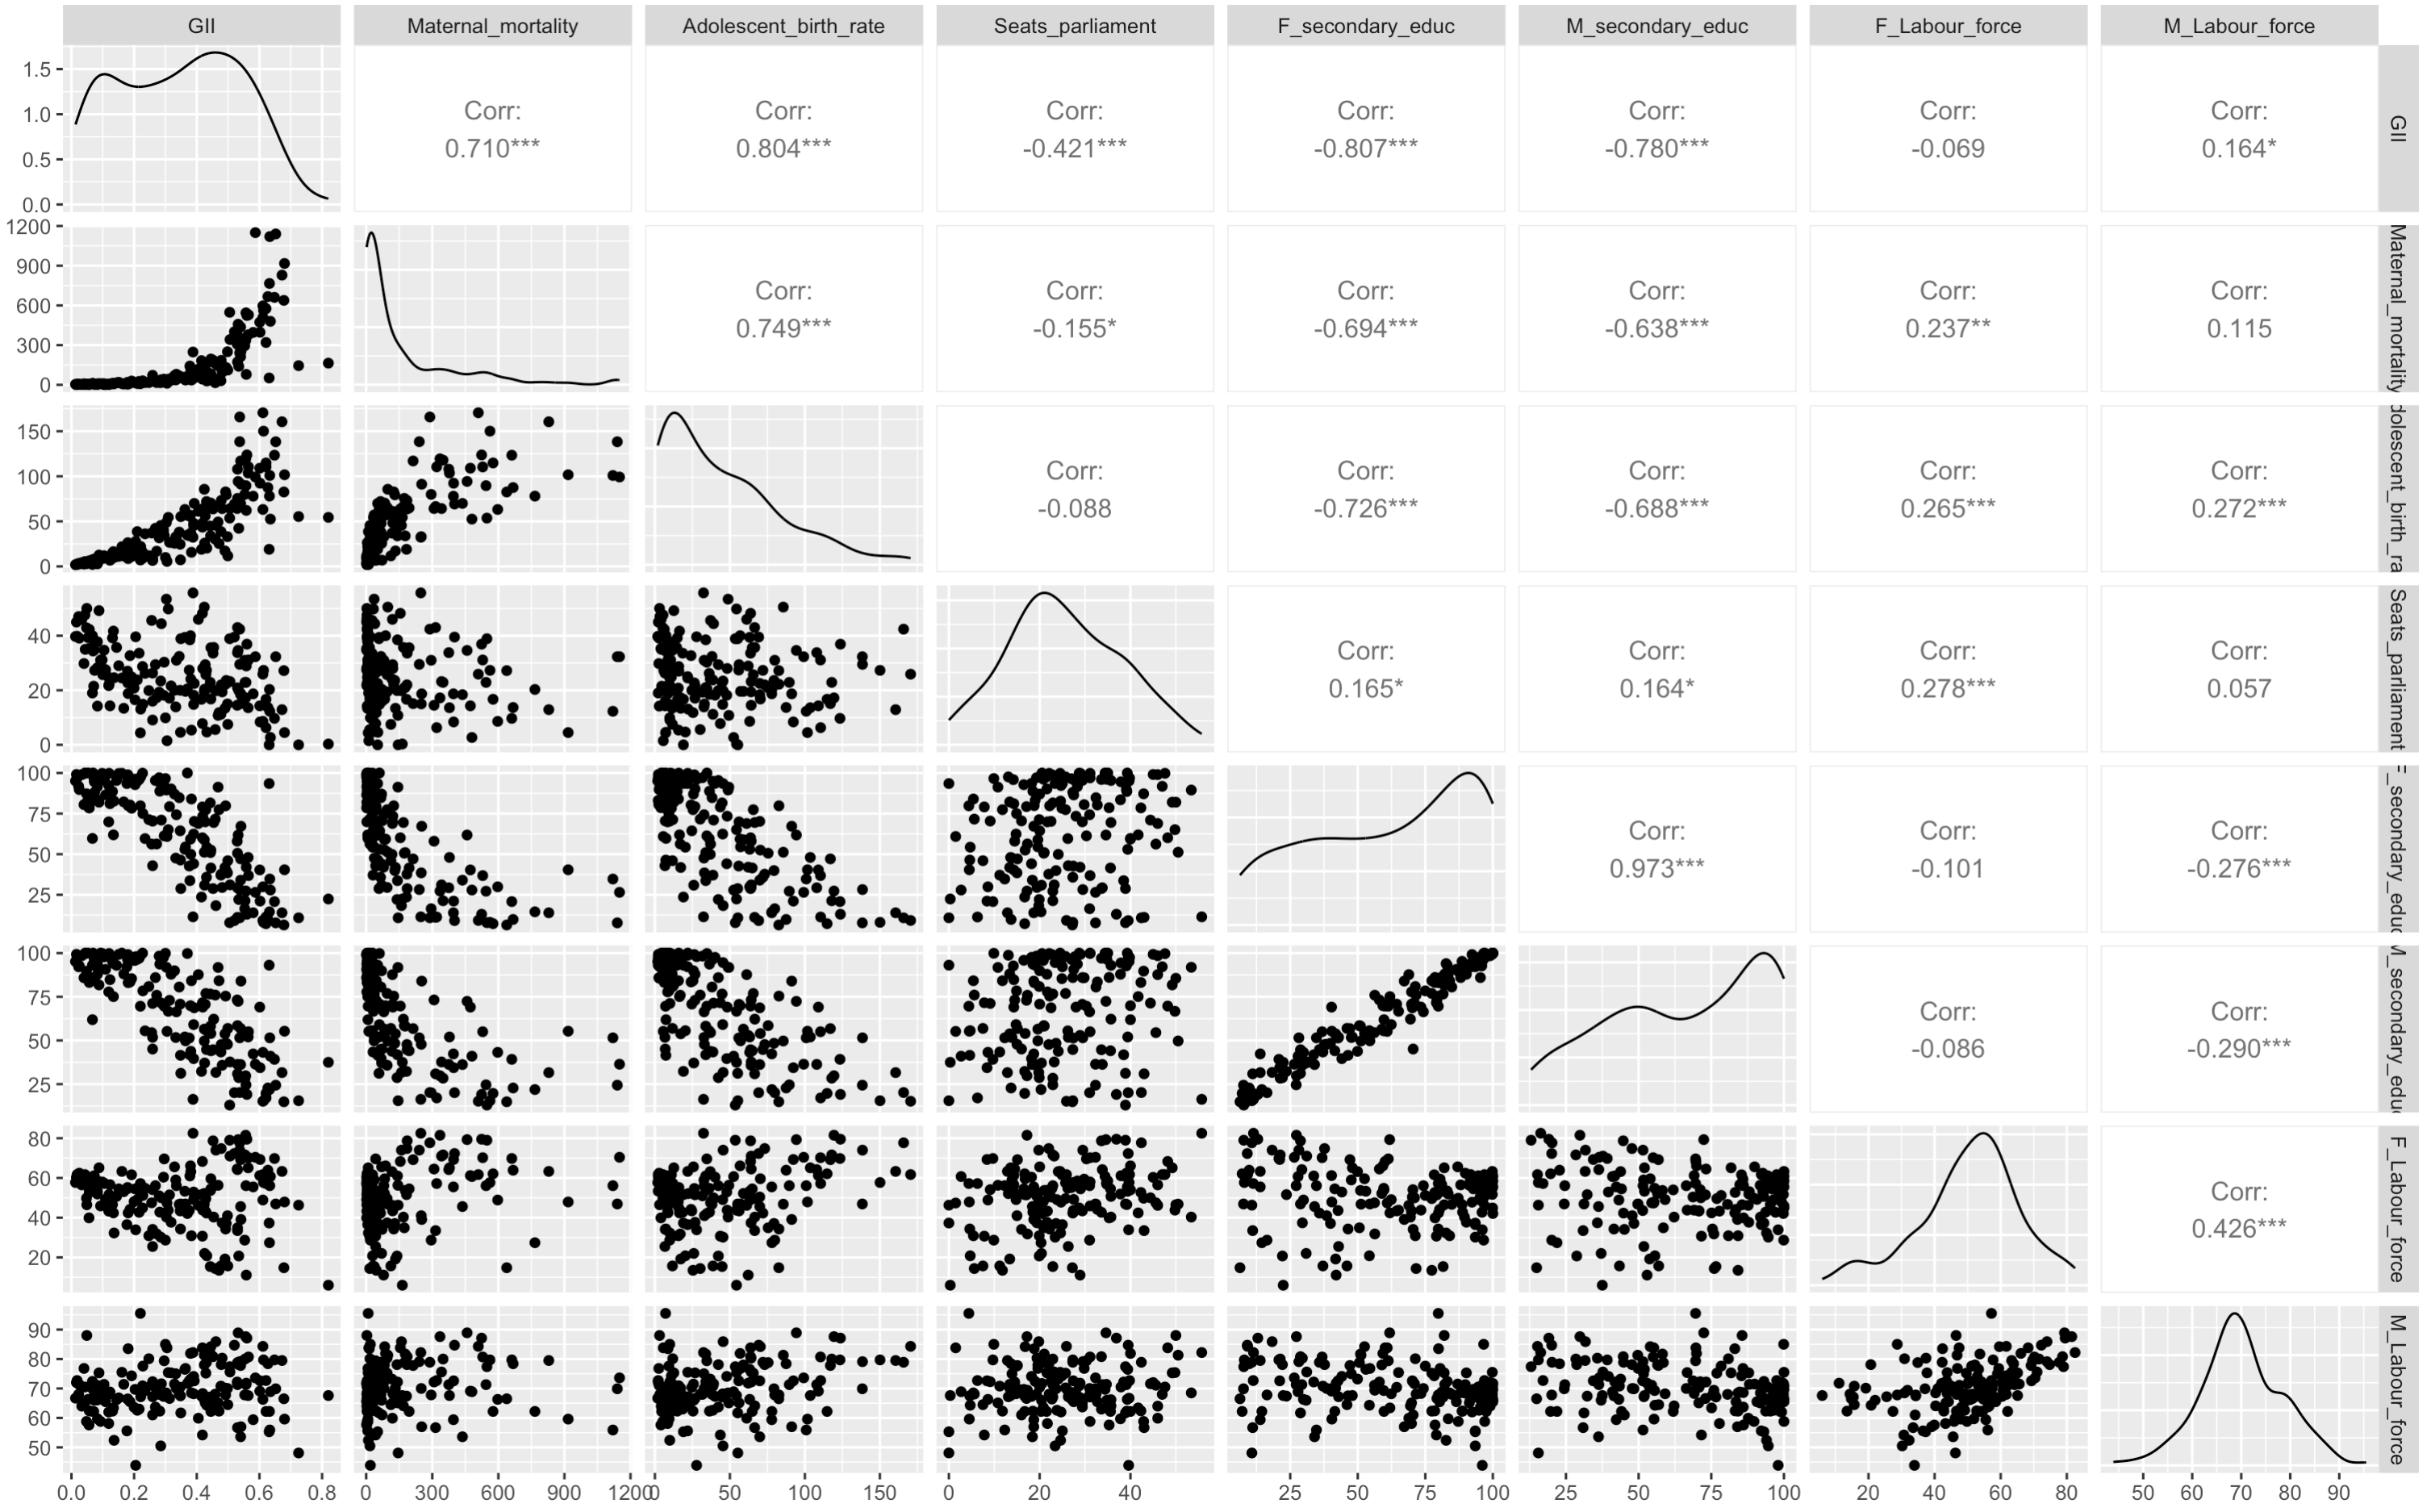 GII Maternal_mortality Adolescent_birth_rate Seats_parliament F_secondary_educ M_secondary_educ F_Labour_force M_Labour_force
1.5
1.0
0.5
0.0
Corr: Corr: Corr: Corr: Corr: Corr: Corr:
0.710*** 0.804*** -0.421*** -0.807*** -0.780*** -0.069 0.164*
GII
1200
900
600
300
0
Corr: Corr: Corr: Corr: Corr: Corr:
0.749*** -0.155* -0.694*** -0.638*** 0.237** 0.115
Maternal_mortality
150
100
50
0
Corr: Corr: Corr: Corr: Corr:
-0.088 -0.726*** -0.688*** 0.265*** 0.272***
dolescent_birth_ra
40
20
0
Corr: Corr: Corr: Corr:
0.165* 0.164* 0.278*** 0.057
Seats_parliament
100
75
50
25
Corr: Corr: Corr:
0.973*** -0.101 -0.276***
F_secondary_educ
100
75
50
25
Corr: Corr:
-0.086 -0.290***
M_secondary_educ
80
60
40
20
Corr:
0.426***
F_Labour_force
90
80
70
60
50
M_Labour_force
0.0 0.2 0.4 0.6 0.8 0 300 600 900 1200 0 50 100 150 0 20 40 25 50 75 100 25 50 75 100 20 40 60 80 50 60 70 80 90